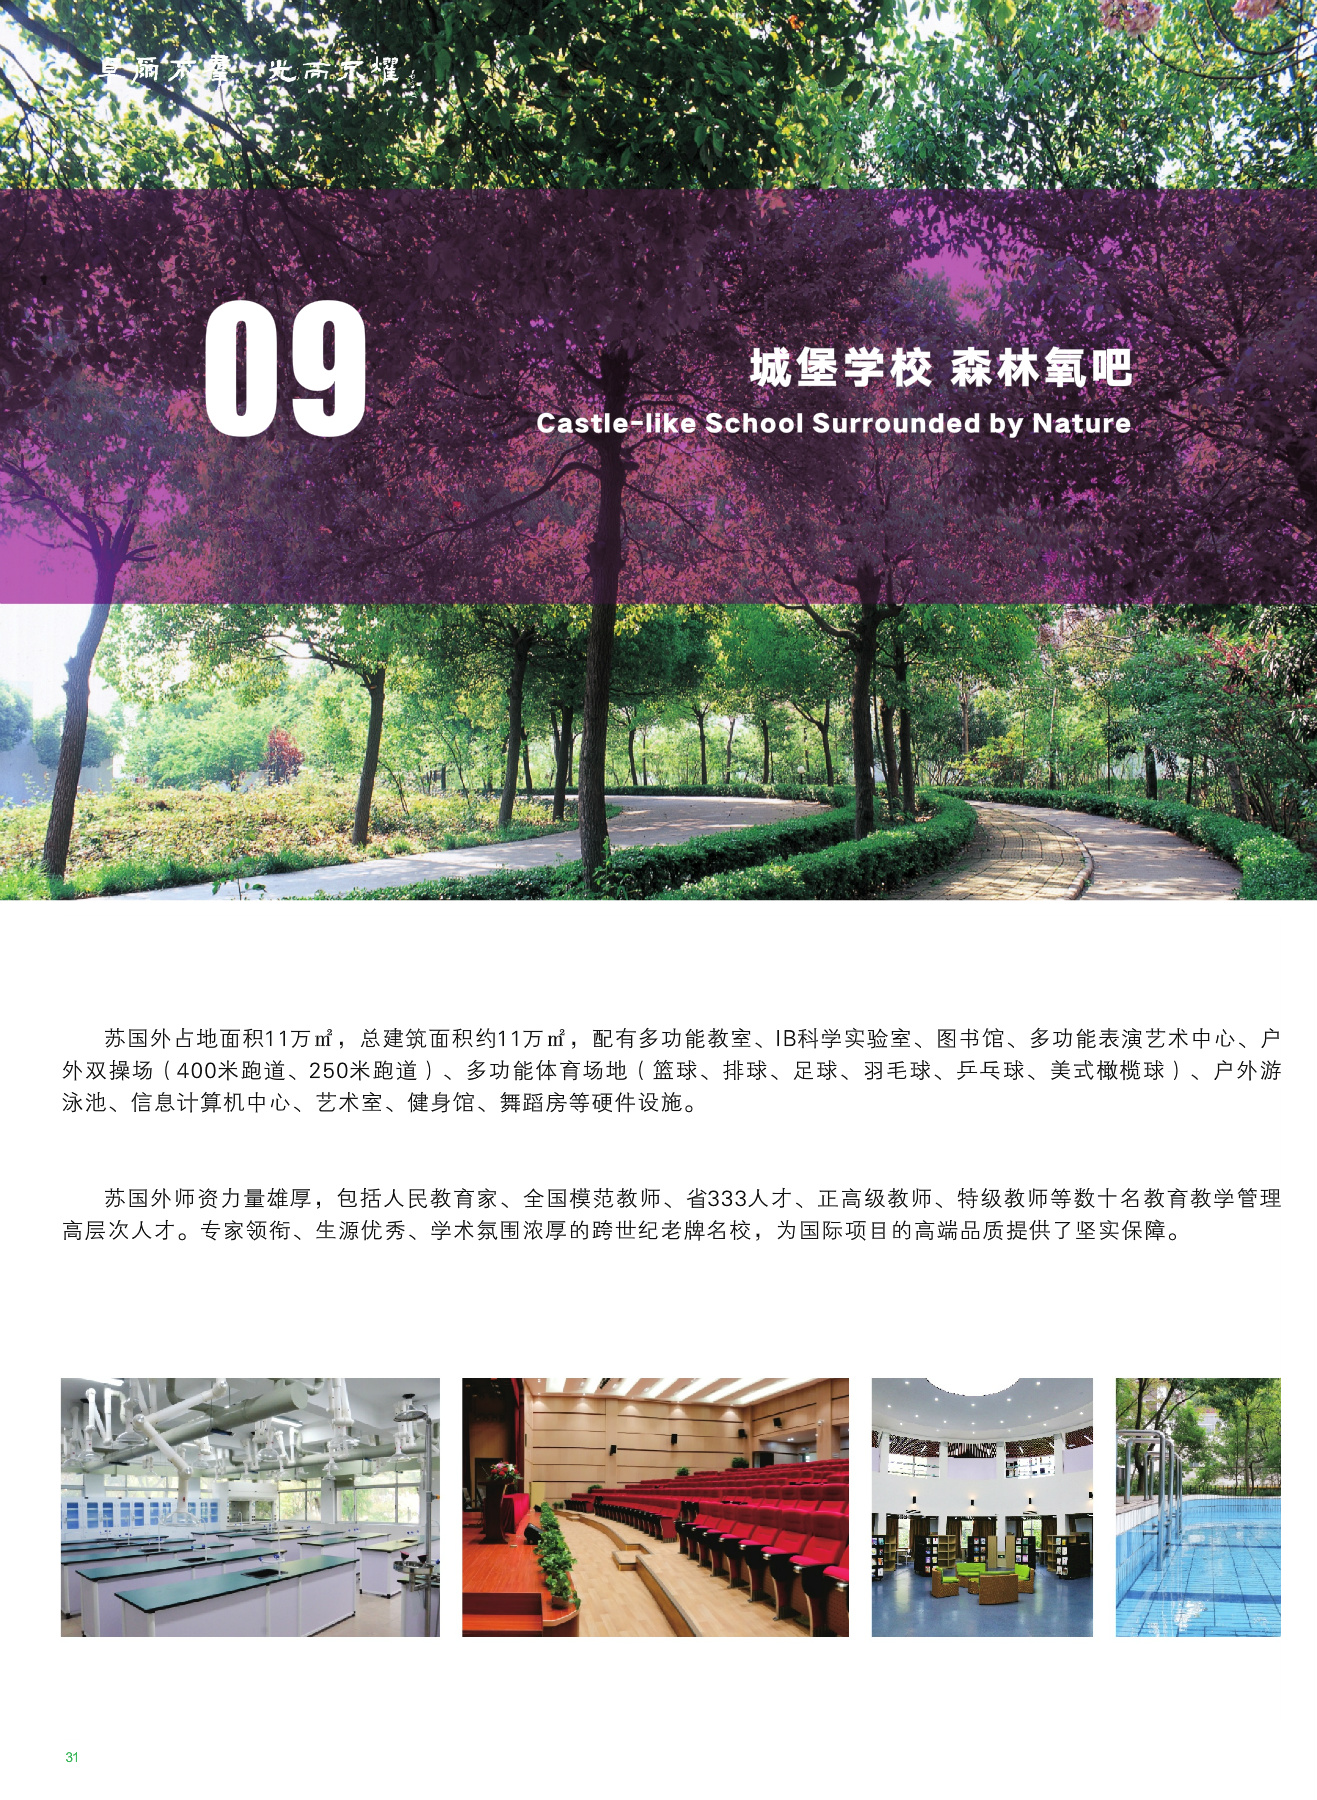 09
城堡学校 森林氧吧
Castle-like School Surrounded by Nature
苏国外占地面积11万㎡，总建筑面积约11万㎡，配有多功能教室、IB科学实验室、图书馆、多功能表演艺术中心、户
外双操场（400米跑道、250米跑道）、多功能体育场地（篮球、排球、足球、羽毛球、乒乓球、美式橄榄球）、户外游
泳池、信息计算机中心、艺术室、健身馆、舞蹈房等硬件设施。
苏国外师资力量雄厚，包括人民教育家、全国模范教师、省333人才、正高级教师、特级教师等数十名教育教学管理
高层次人才。专家领衔、生源优秀、学术氛围浓厚的跨世纪老牌名校，为国际项目的高端品质提供了坚实保障。
31